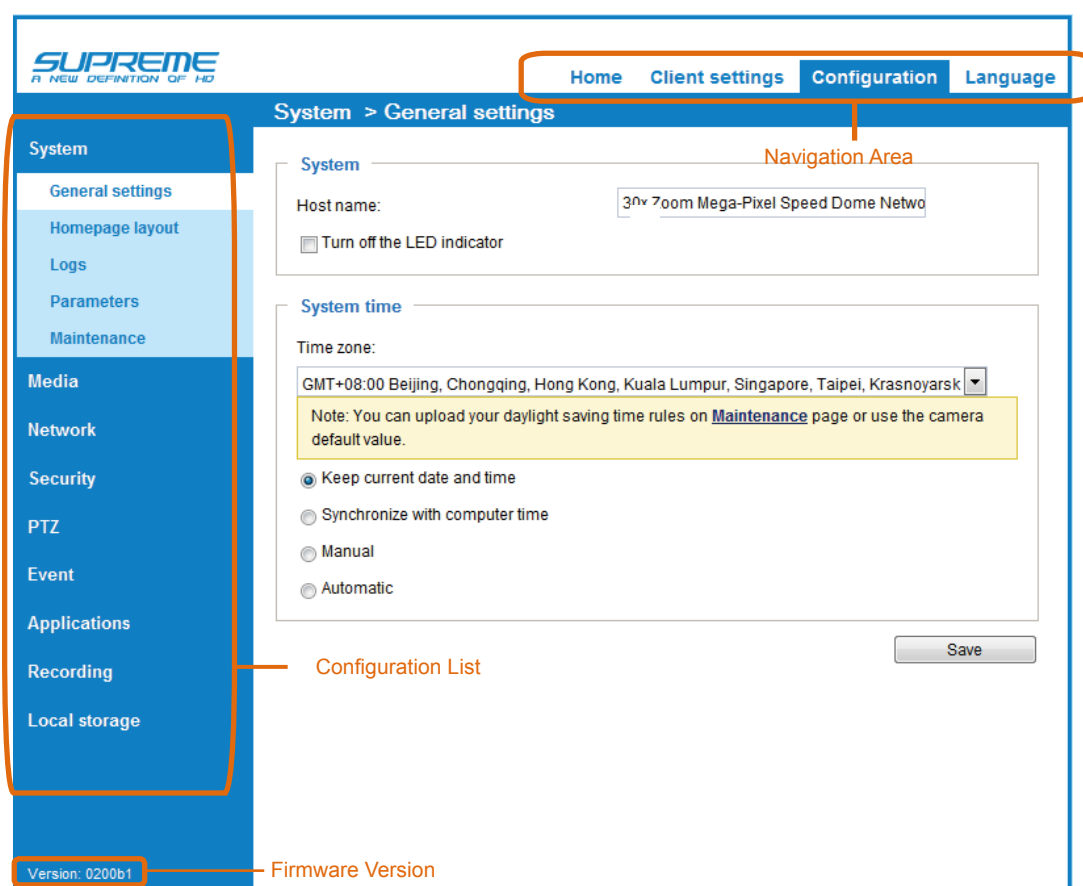 SUPREME
A NEW DEFINITION OF HD
Home Client settings Configuration Language
System > General settings
Navigation Area
System
General settings
Homepage layout
Logs
Parameters
Maintenance
Media
Network
Security
PTZ
Event
Applications
Recording
Local storage
Configuration List
Version: 0200b1
Firmware Version
System
Host name: 30x Zoom Mega-Pixel Speed Dome Netwo
Turn off the LED indicator
System time
Time zone:
GMT+08:00 Beijing, Chongqing, Hong Kong, Kuala Lumpur, Singapore, Taipei, Krasnoyarsk
Note: You can upload your daylight saving time rules on Maintenance page or use the camera
default value.
Keep current date and time
Synchronize with computer time
Manual
Automatic
Save